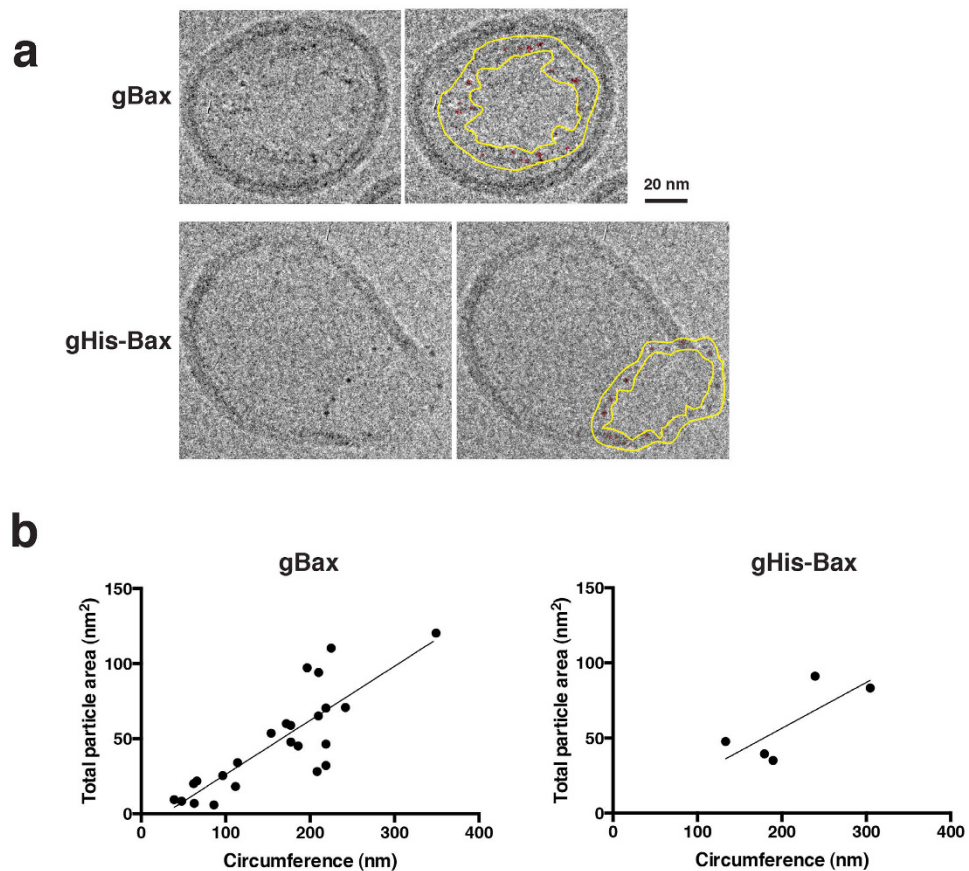 a
gBax
20 nm
gHis-Bax
b
gBax
Total particle area (nm²)
150
100
50
0
0 100 200 300 400
Circumference (nm)
gHis-Bax
Total particle area (nm²)
150
100
50
0
0 100 200 300 400
Circumference (nm)